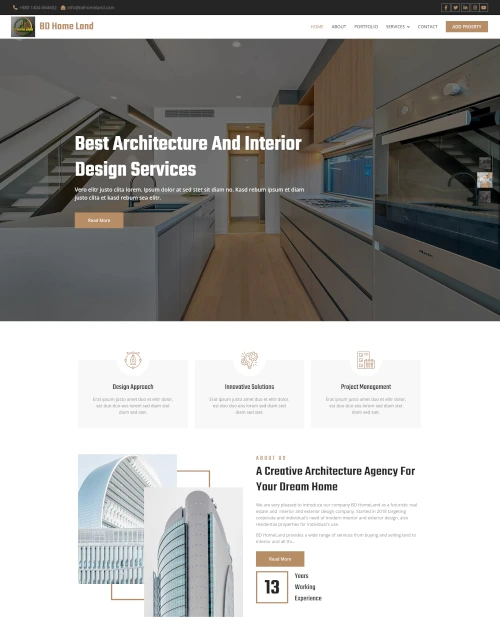 info@bdhomeland.com
BD Home Land
HOME ABOUT PORTFOLIO SERVICES CONTACT ADD PROERTY
Best Architecture And Interior
Design Services
Vero elitr justo clita lorem. Ipsum dolor at sed stet sit diam no. Kasd rebum ipsum et diam
justo clita et kasd rebum sea elitr.
Read More
Design Approach
Erat ipsum justo amet duo et elitr dolor,
est duo duo eos lorem sed diam stet
diam sed stet.
Innovative Solutions
Erat ipsum justo amet duo et elitr dolor,
est duo duo eos lorem sed diam stet
diam sed stet.
Project Management
Erat ipsum justo amet duo et elitr dolor,
est duo duo eos lorem sed diam stet
diam sed stet.
ABOUT US
A Creative Architecture Agency For
Your Dream Home
We are very pleased to introduce our company BD HomeLand as a futuristic real
estate and interior and exterior design company. Started in 2018 targeting
corporate and individual's need of modern interior and exterior design, also
residential properties for individual's use.
BD HomeLand provides a wide range of services from buying and selling land to
interior and all it's
Read More
13
Years
Working
Experience